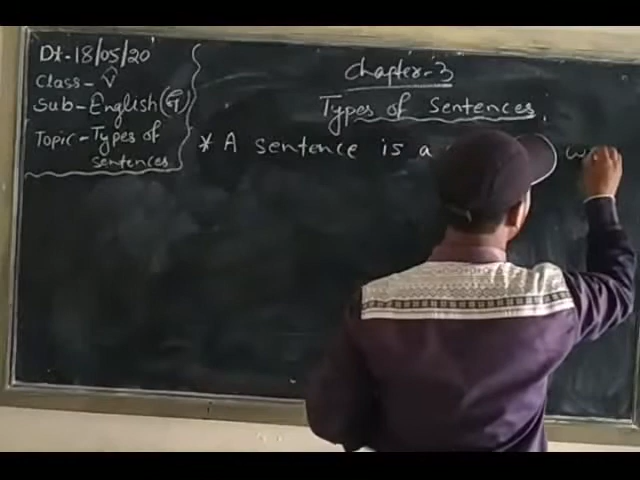 Dt-18/05/20
Class-V
Sub-English(G)
Topic-Types of
sentences
Chapter-3
Types of Sentences
* A sentence is a